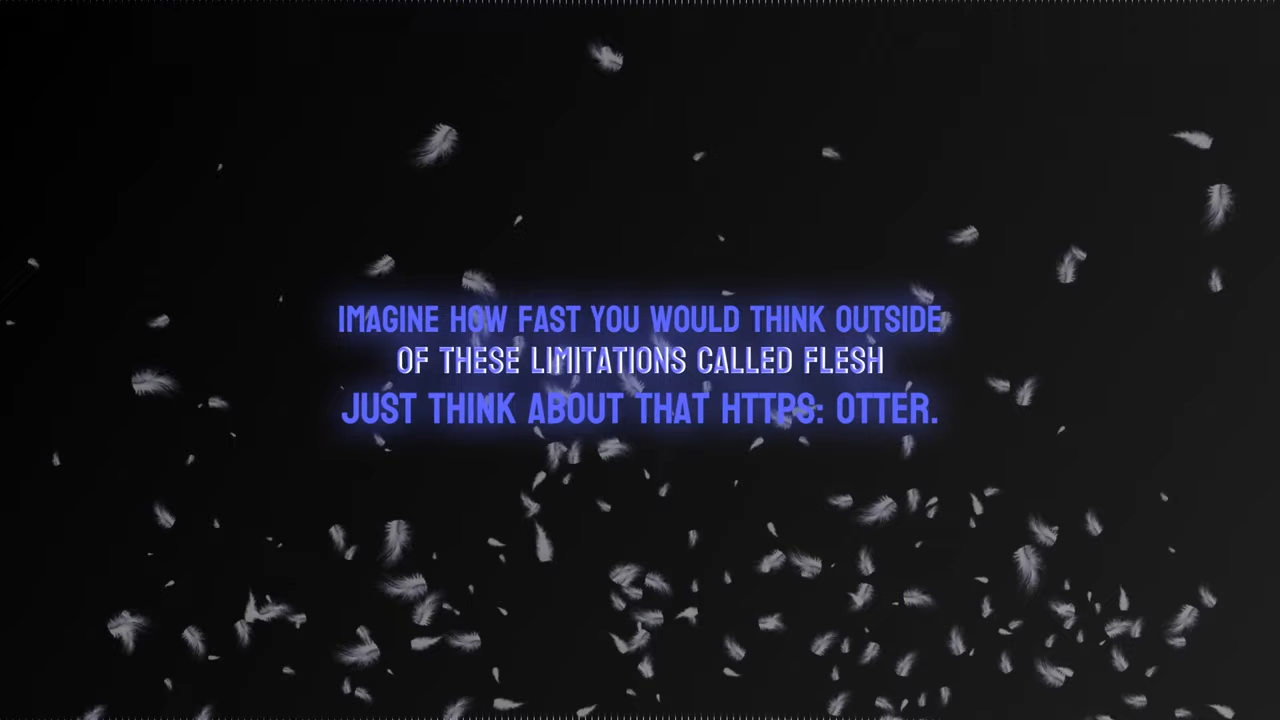 IMAGINE HOW FAST YOU WOULD THINK OUTSIDE
OF THESE LIMITATIONS CALLED FLESH
JUST THINK ABOUT THAT HTTPS: OTTER.